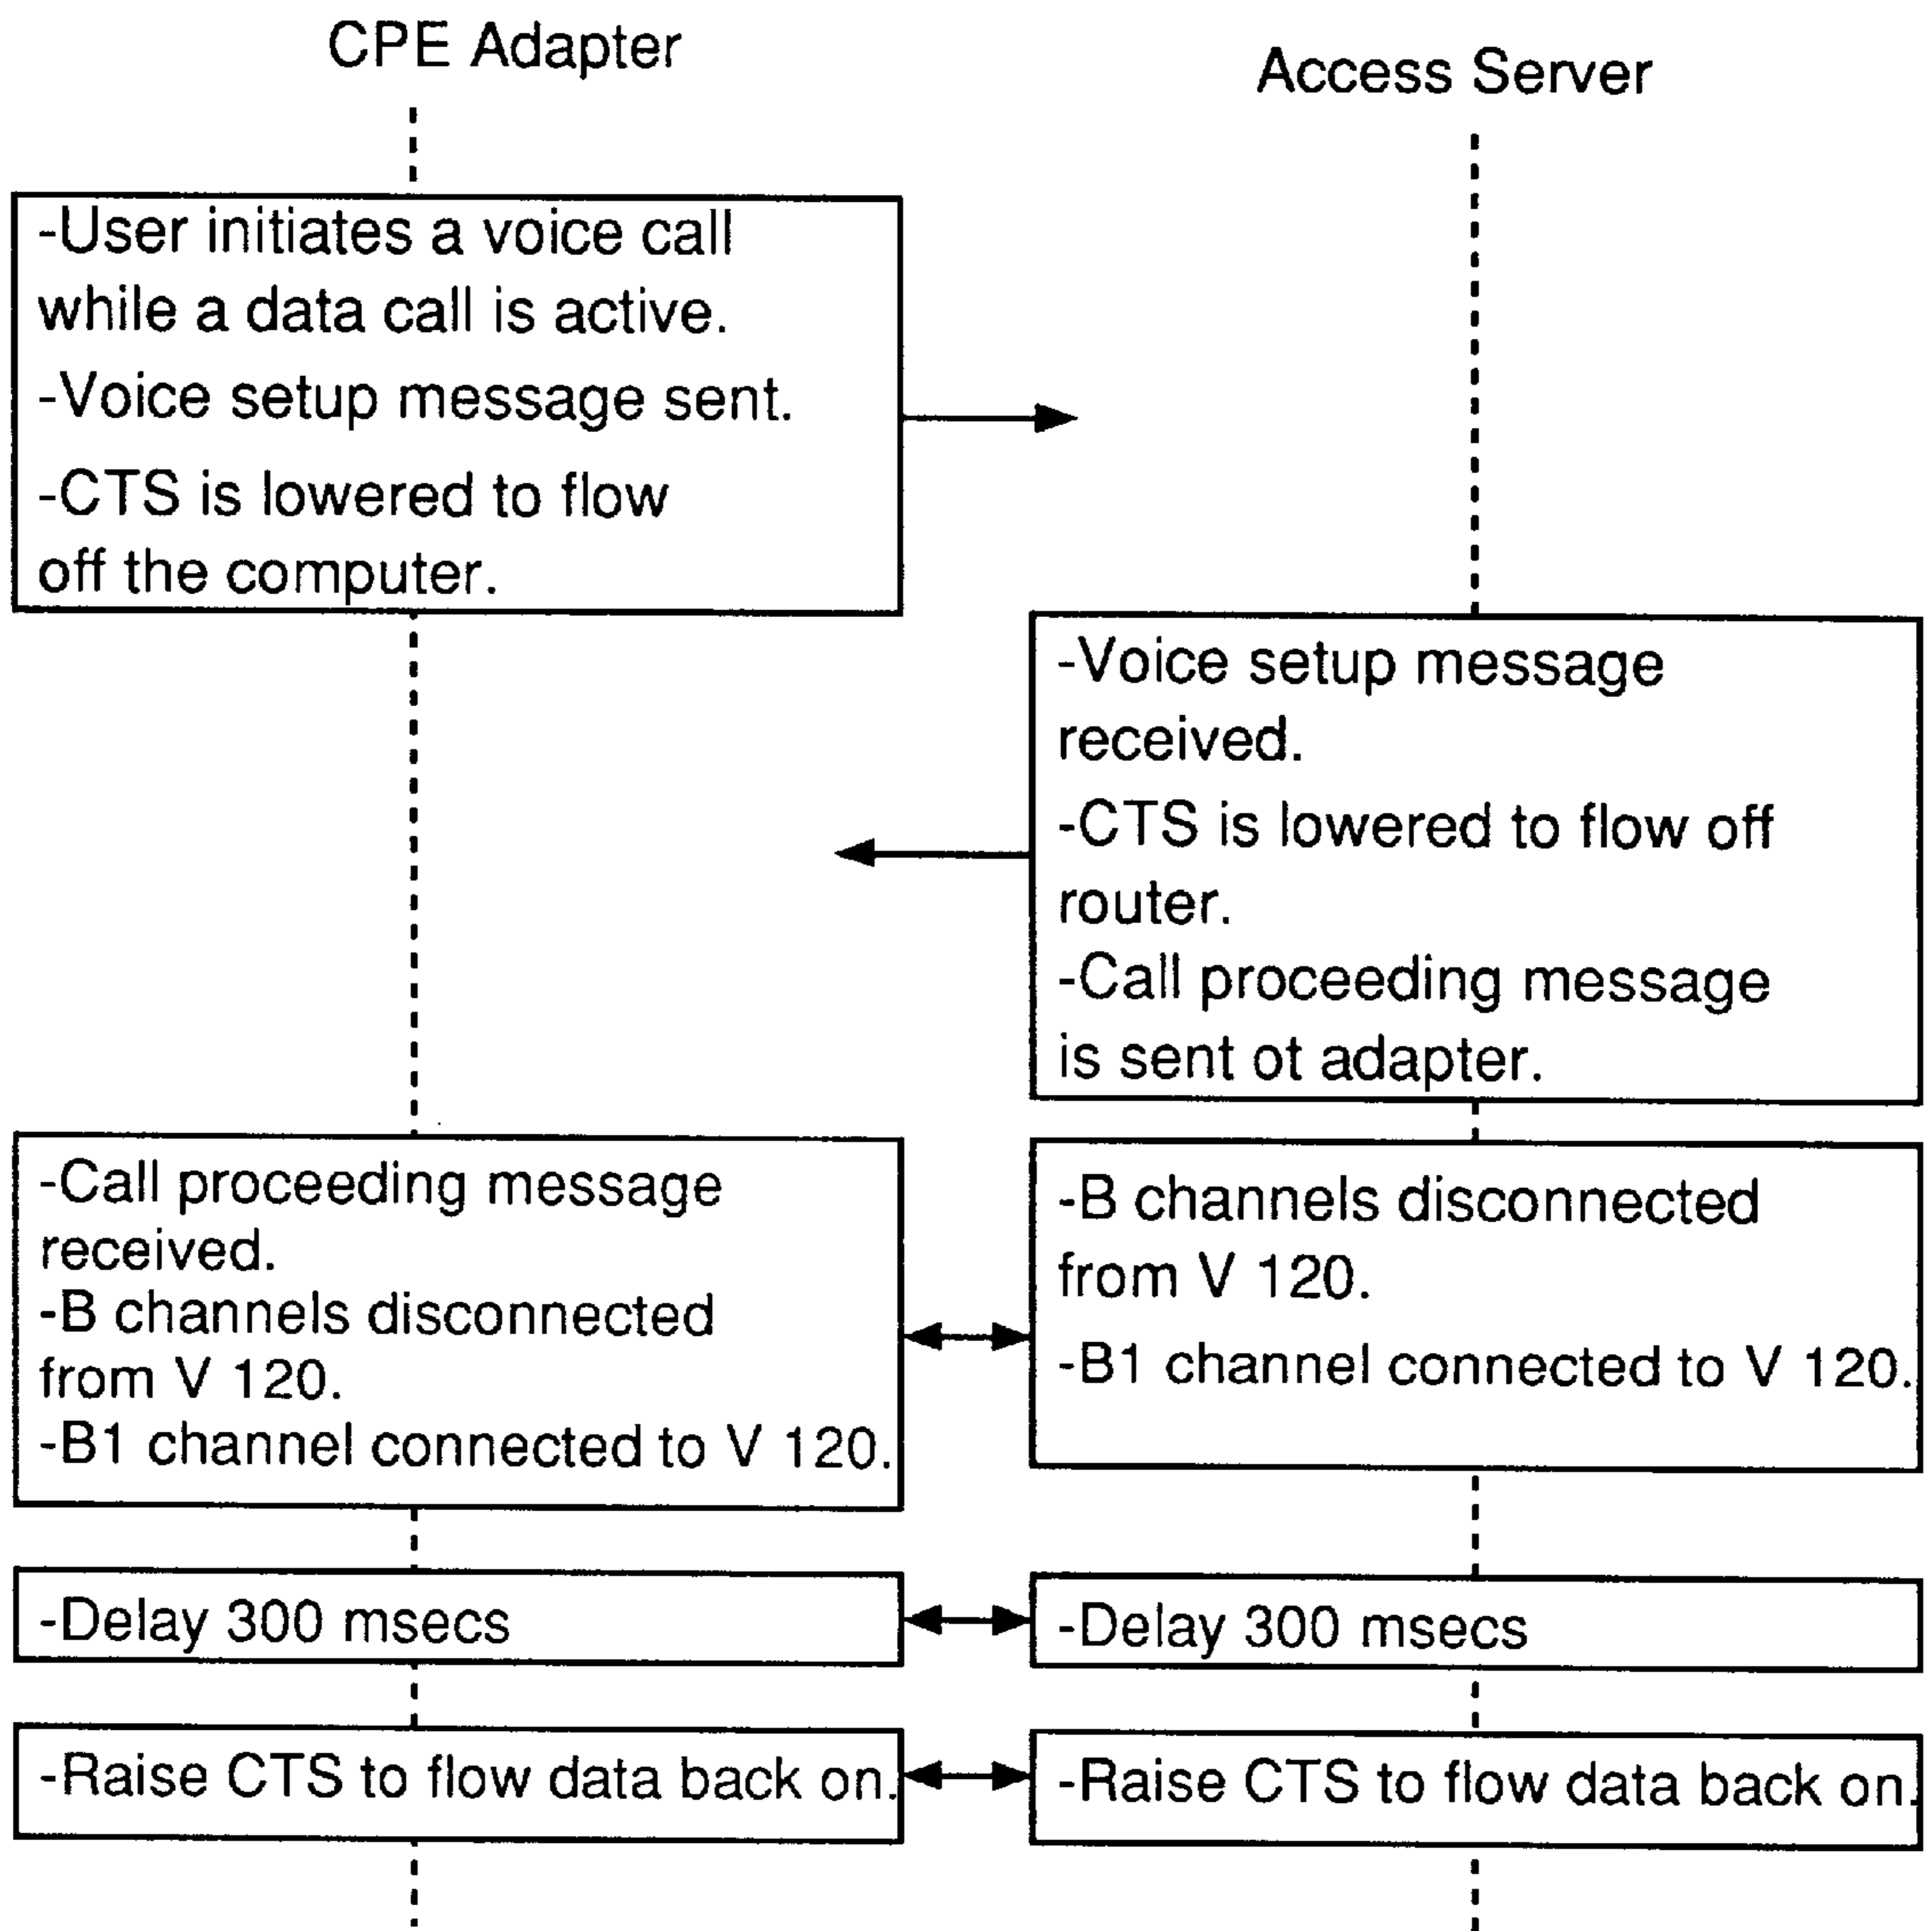 CPE Adapter
Access Server
-User initiates a voice call
while a data call is active.
-Voice setup message sent.
-CTS is lowered to flow
off the computer.
-Voice setup message
received.
-CTS is lowered to flow off
router.
-Call proceeding message
is sent ot adapter.
-Call proceeding message
received.
-B channels disconnected
from V 120.
-B1 channel connected to V 120.
-B channels disconnected
from V 120.
-B1 channel connected to V 120.
-Delay 300 msecs
-Delay 300 msecs
-Raise CTS to flow data back on.
-Raise CTS to flow data back on.